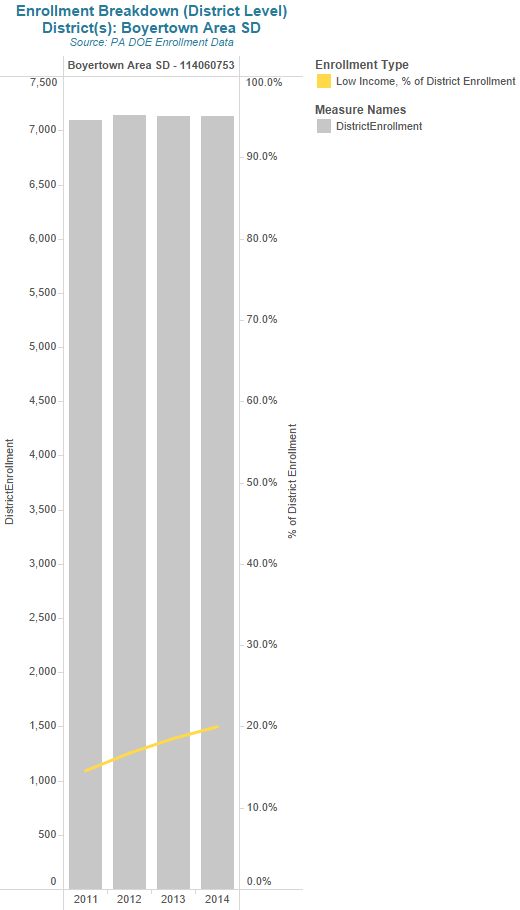 Enrollment Breakdown (District Level)
District(s): Boyertown Area SD
Source: PA DOE Enrollment Data
Boyertown Area SD - 114060753
Enrollment Type
Low Income, % of District Enrollment
Measure Names
DistrictEnrollment
DistrictEnrollment
7,500
7,000
6,500
6,000
5,500
5,000
4,500
4,000
3,500
3,000
2,500
2,000
1,500
1,000
500
0
100.0%
90.0%
80.0%
70.0%
60.0%
50.0%
40.0%
30.0%
20.0%
10.0%
0.0%
% of District Enrollment
2011 2012 2013 2014